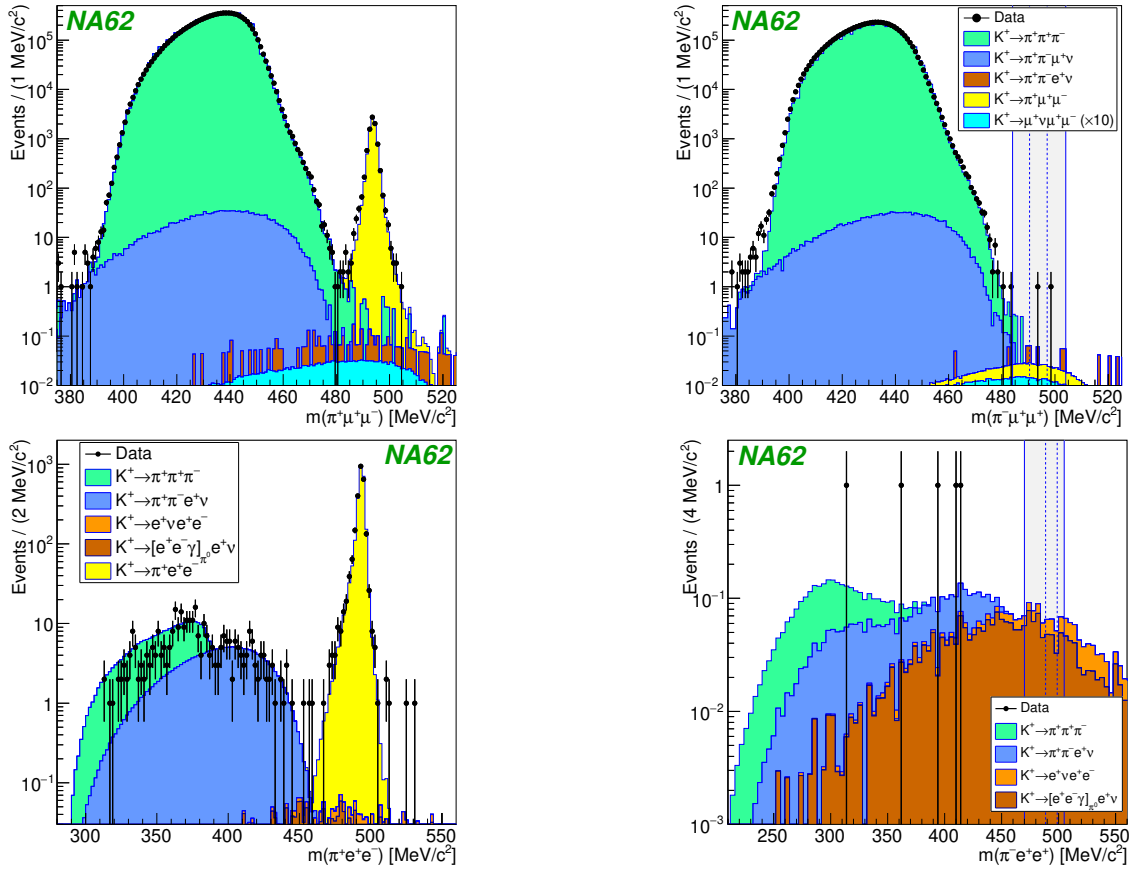 NA62
Events / (1 MeV/c²)
10⁵
10⁴
10³
10²
10
1
10⁻¹
10⁻²
380 400 420 440 460 480 500 520
m(π⁺μ⁺μ⁻) [MeV/c²]
NA62
Data
K⁺→π⁺π⁺π⁻
K⁺→π⁺π⁻μ⁺ν
K⁺→π⁺π⁻e⁺ν
K⁺→π⁺μ⁺μ⁻
K⁺→μ⁺νμ⁺μ⁻ (×10)
Events / (1 MeV/c²)
10⁵
10⁴
10³
10²
10
1
10⁻¹
10⁻²
380 400 420 440 460 480 500 520
m(π⁻μ⁺μ⁺) [MeV/c²]
NA62
Data
K⁺→π⁺π⁺π⁻
K⁺→π⁺π⁻e⁺ν
K⁺→e⁺νe⁺e⁻
K⁺→[e⁺e⁻γ]_π⁰e⁺ν
K⁺→π⁺e⁺e⁻
Events / (2 MeV/c²)
10³
10²
10
1
10⁻¹
300 350 400 450 500 550
m(π⁺e⁺e⁻) [MeV/c²]
NA62
Events / (4 MeV/c²)
1
10⁻¹
10⁻²
10⁻³
Data
K⁺→π⁺π⁺π⁻
K⁺→π⁺π⁻e⁺ν
K⁺→e⁺νe⁺e⁻
K⁺→[e⁺e⁻γ]_π⁰e⁺ν
250 300 350 400 450 500 550
m(π⁻e⁺e⁺) [MeV/c²]